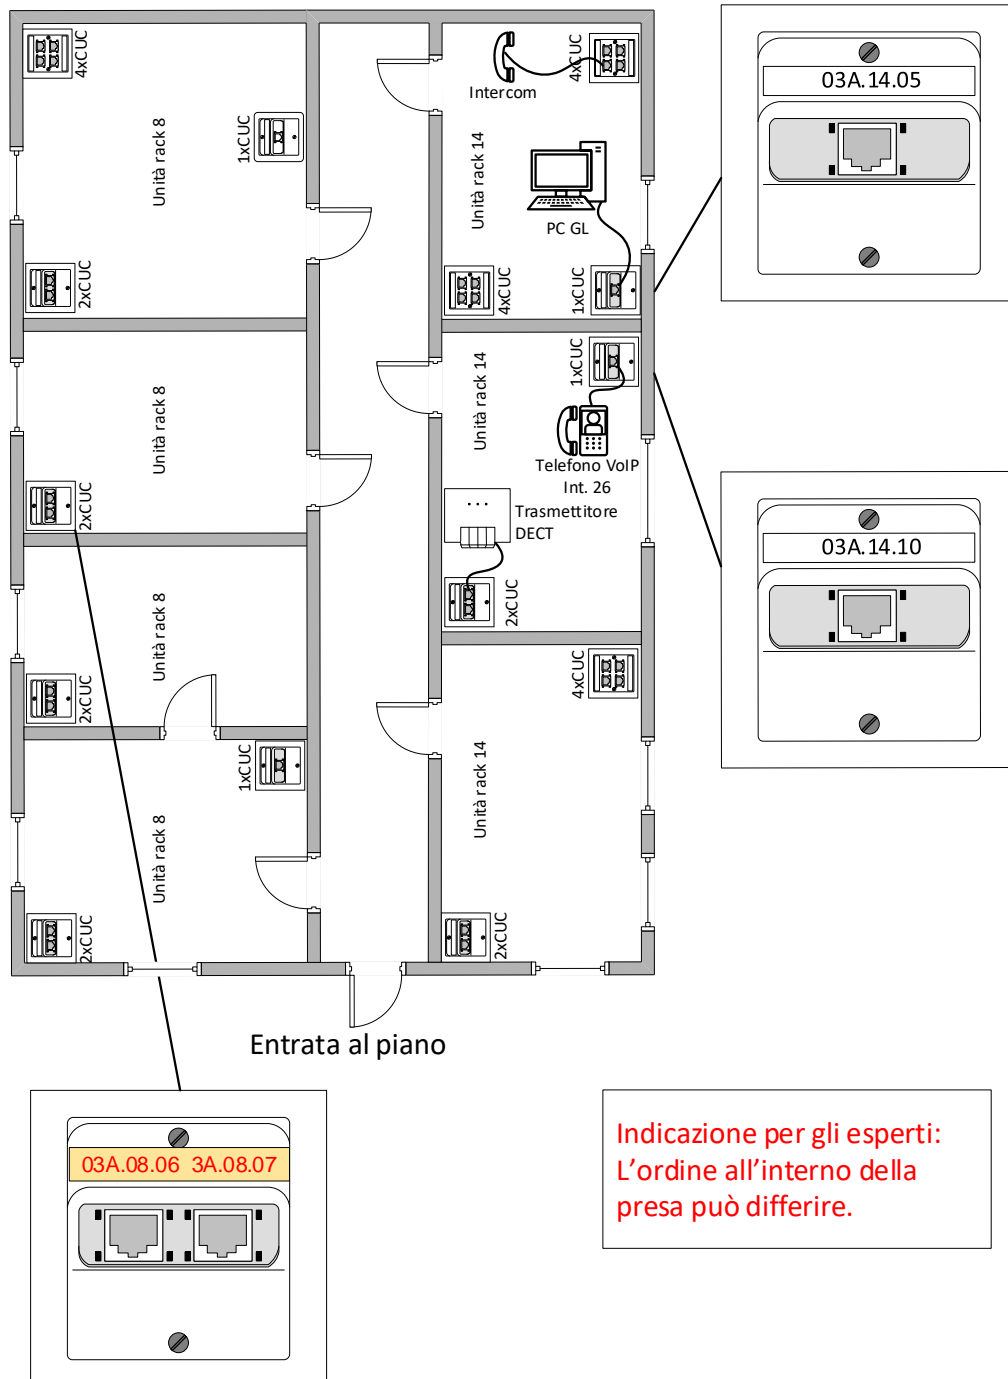 4xCUC
Unità rack 8
1xCUC
2xCUC
Intercom
4xCUC
Unità rack 14
PC GL
4xCUC
1xCUC
03A.14.05
Unità rack 8
2xCUC
Unità rack 14
1xCUC
Telefono VoIP
Int. 26
Trasmettitore
DECT
2xCUC
03A.14.10
Unità rack 8
2xCUC
1xCUC
Unità rack 8
2xCUC
4xCUC
Unità rack 14
2xCUC
Entrata al piano
03A.08.06 3A.08.07
Indicazione per gli esperti:
L’ordine all’interno della
presa può differire.